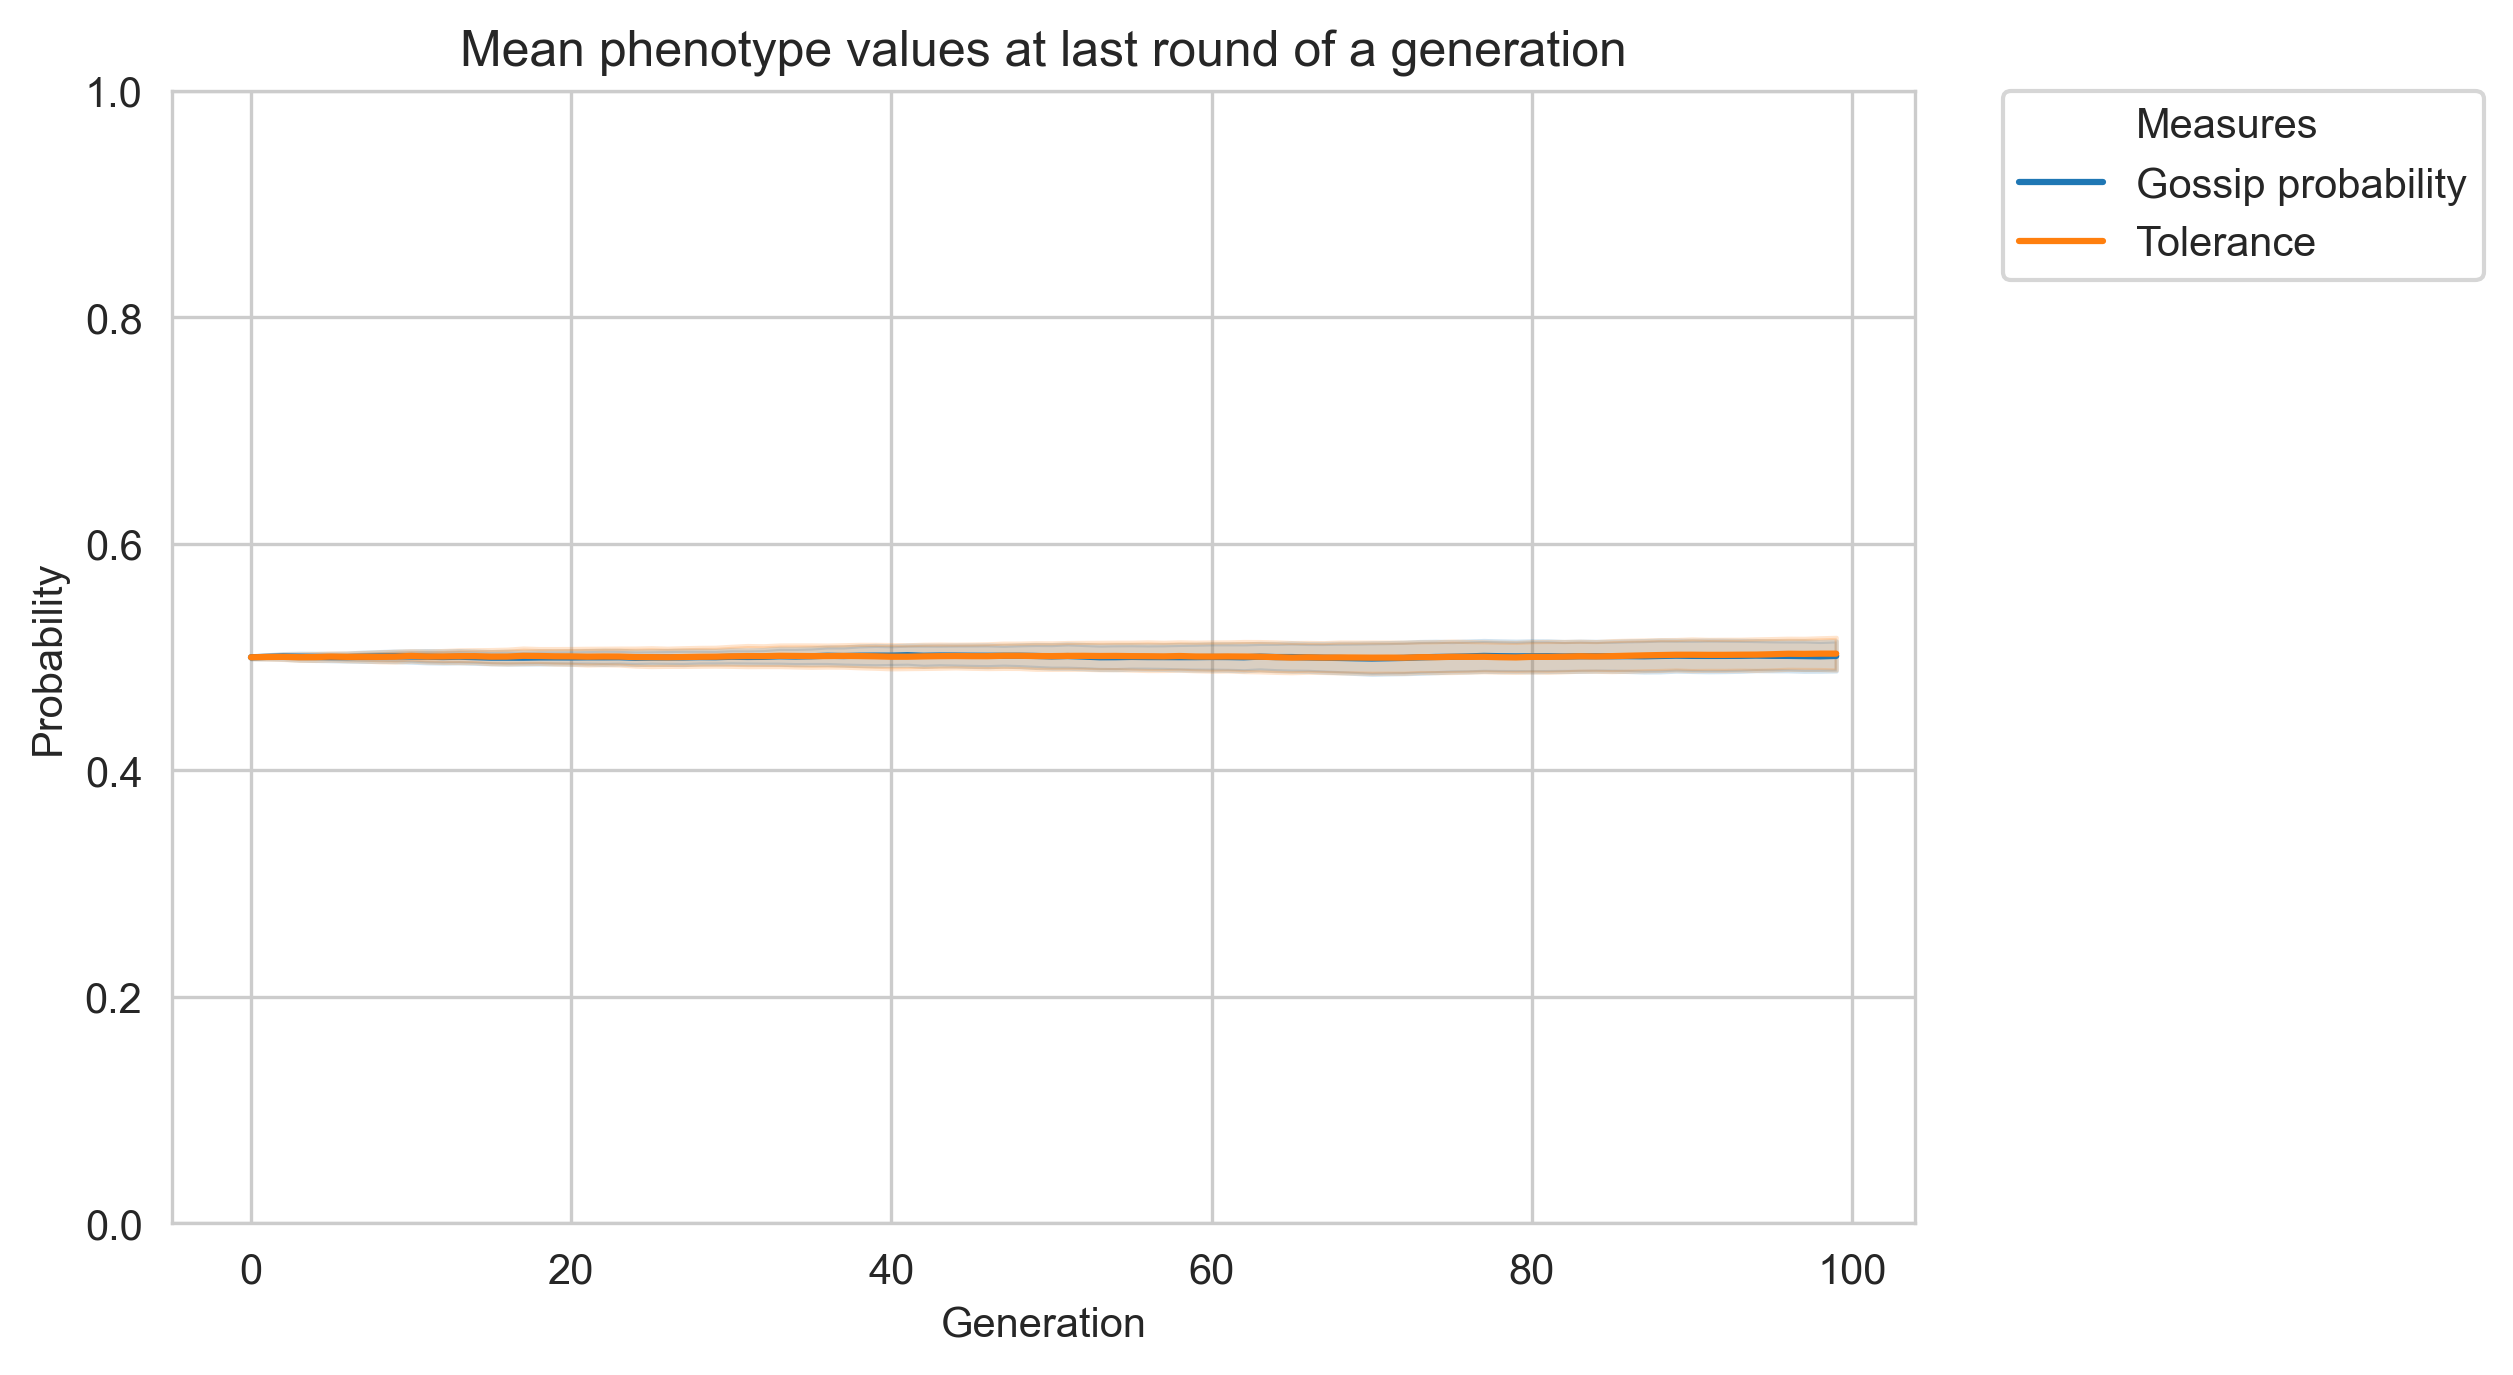 Mean phenotype values at last round of a generation
1.0
0.8
0.6
0.4
0.2
0.0
Probability
0 20 40 60 80 100
Generation
Measures
Gossip probability
Tolerance